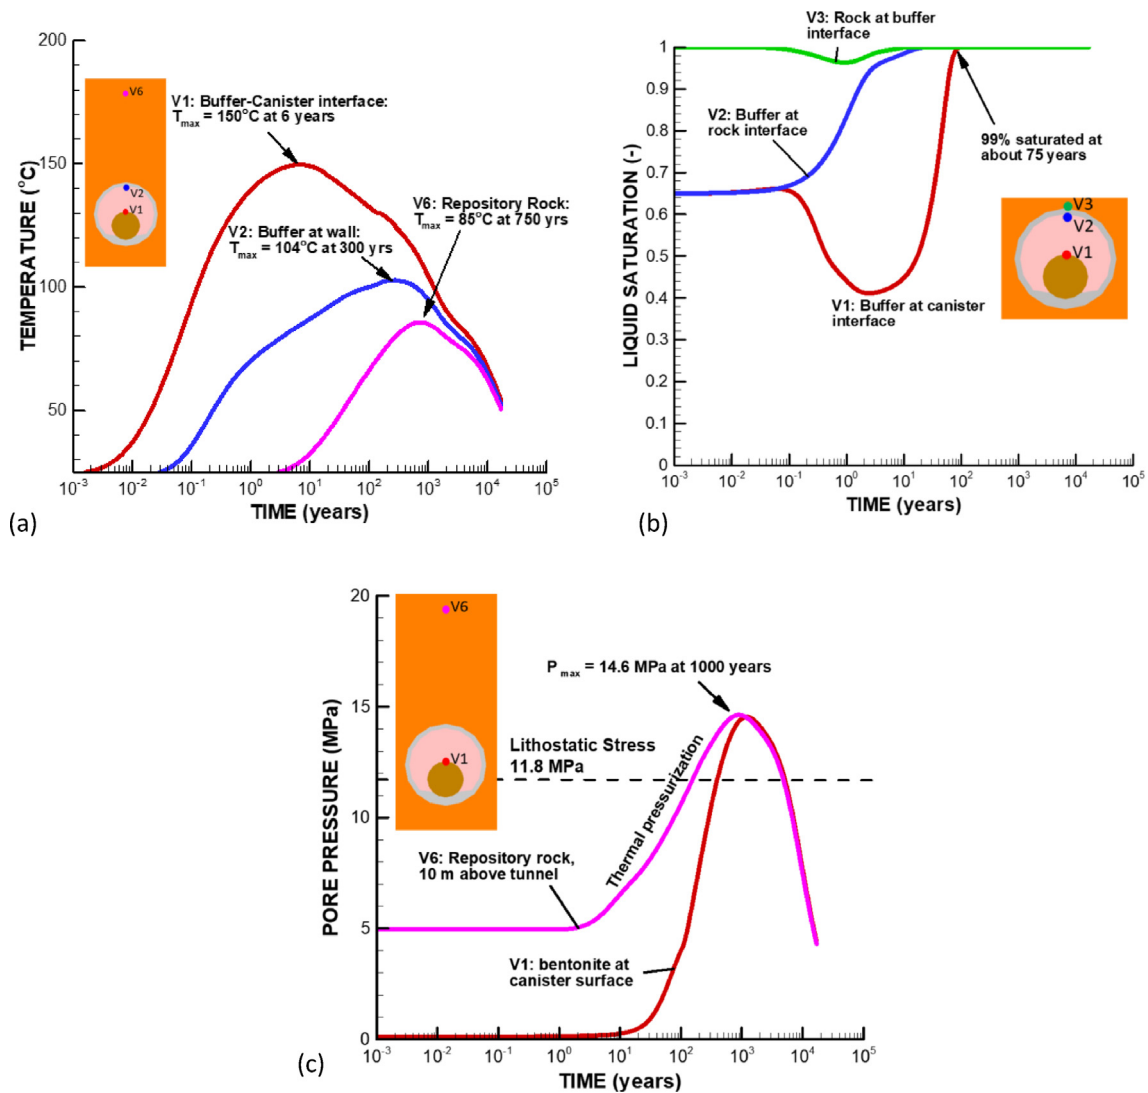 200
150
100
50
TEMPERATURE (°C)
V6
V2
V1
V1: Buffer-Canister interface:
Tmax = 150°C at 6 years
V6: Repository Rock:
Tmax = 85°C at 750 yrs
V2: Buffer at wall:
Tmax = 104°C at 300 yrs
10-3 10-2 10-1 100 101 102 103 104 105
TIME (years)
(a)
V3: Rock at buffer
interface
1
0.9
0.8
0.7
0.6
0.5
0.4
0.3
0.2
0.1
0
LIQUID SATURATION (-)
V2: Buffer at
rock interface
99% saturated at
about 75 years
V3
V2
V1
V1: Buffer at canister
interface
10-3 10-2 10-1 100 101 102 103 104 105
TIME (years)
(b)
20
15
10
5
0
PORE PRESSURE (MPa)
V6
V1
Pmax = 14.6 MPa at 1000 years
Lithostatic Stress
11.8 MPa
Thermal pressurization
V6: Repository rock,
10 m above tunnel
V1: bentonite at
canister surface
10-3 10-2 10-1 100 101 102 103 104 105
TIME (years)
(c)